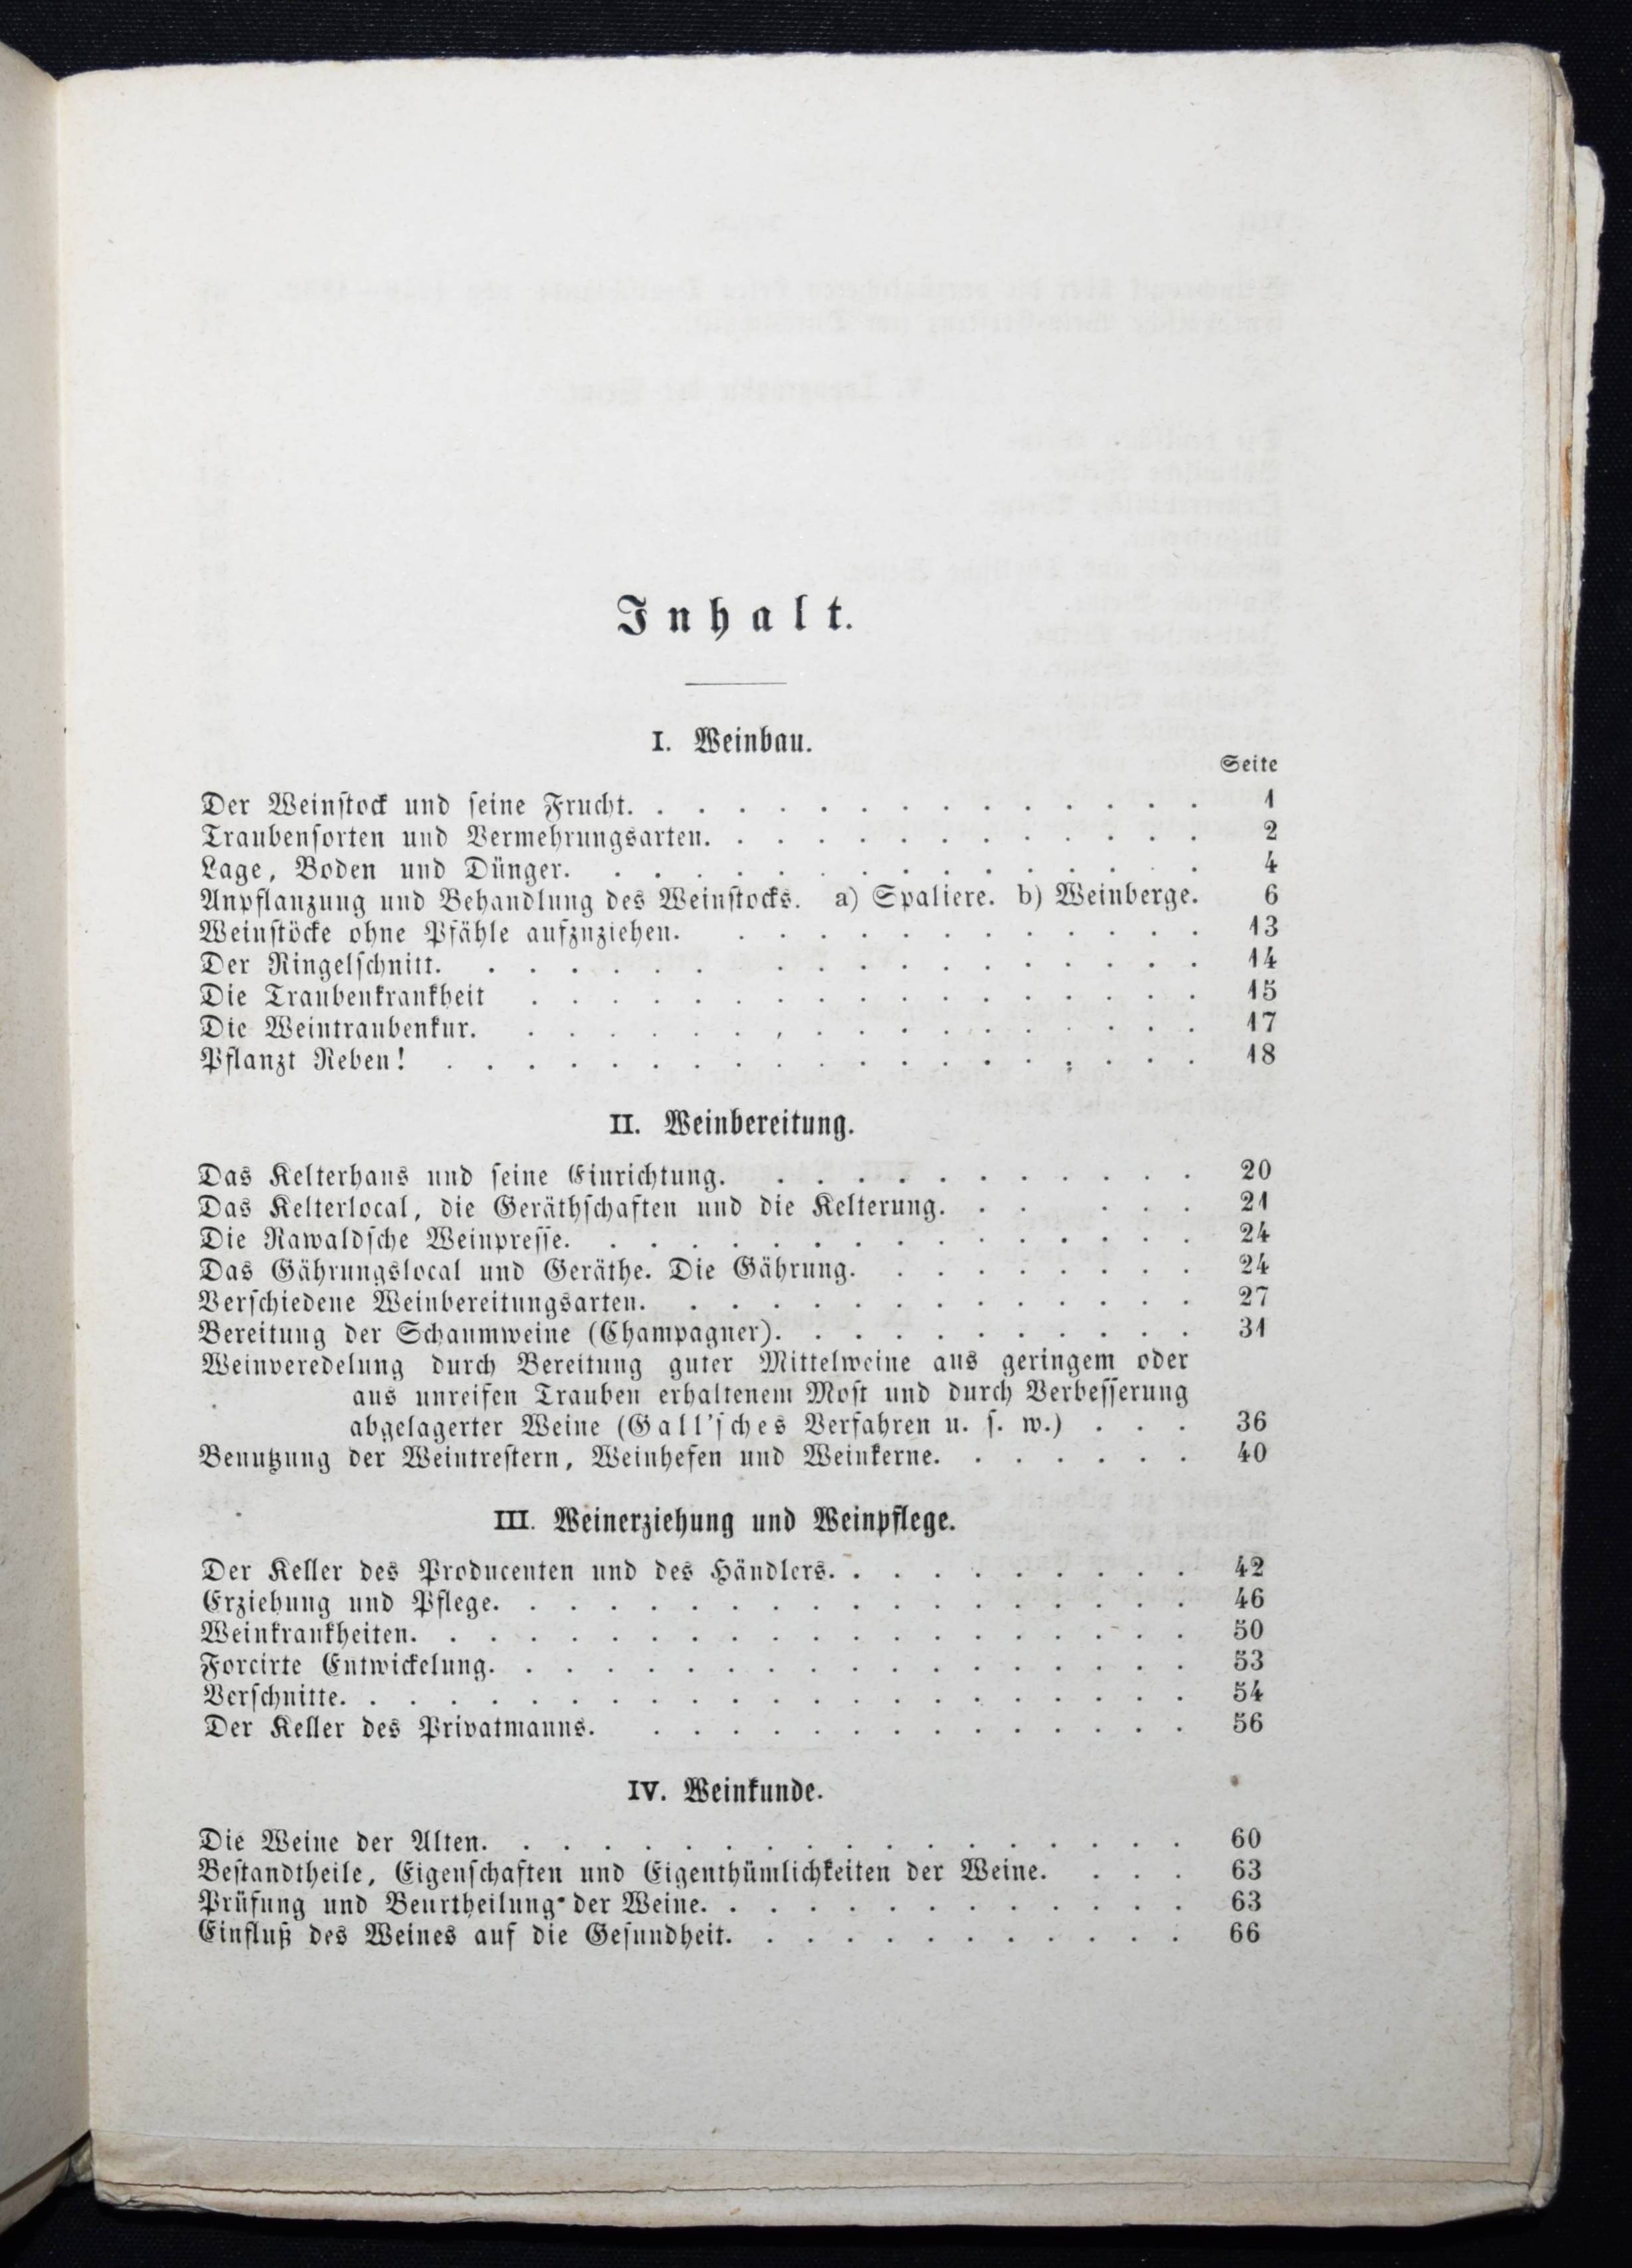 Inhalt.
I. Weinbau.
Seite
Der Weinstock und seine Frucht. . . . . . . . . . . . . . . . 1
Traubensorten und Vermehrungsarten. . . . . . . . . . . . . . 2
Lage, Boden und Dünger. . . . . . . . . . . . . . . . . 4
Anpflanzung und Behandlung des Weinstocks. a) Spaliere. b) Weinberge. 6
Weinstöcke ohne Pfähle aufzuziehen. . . . . . . . . . . . . 13
Der Ringelschnitt. . . . . . . . . . . . . . . . . . 14
Die Traubenkrankheit . . . . . . . . . . . . . . . . . 15
Die Weintraubenkur. . . . . . . . . . . . . . . . . . 17
Pflanzt Reben! . . . . . . . . . . . . . . . . . . . 18
II. Weinbereitung.
Das Kelterhaus und seine Einrichtung. . . . . . . . . . . . 20
Das Kelterlocal, die Geräthschaften und die Kelterung. . . . . . 21
Die Rawaldsche Weinpresse. . . . . . . . . . . . . . . . 24
Das Gährungslocal und Geräthe. Die Gährung. . . . . . . . . 24
Verschiedene Weinbereitungsarten. . . . . . . . . . . . . . 27
Bereitung der Schaumweine (Champagner). . . . . . . . . . . 31
Weinveredelung durch Bereitung guter Mittelweine aus geringem oder
aus unreifen Trauben erhaltenem Most und durch Verbesserung
abgelagerter Weine (Gall'sches Verfahren u. s. w.) . . . 36
Benutzung der Weintrestern, Weinhefen und Weinkerne. . . . . . . 40
III. Weinerziehung und Weinpflege.
Der Keller des Producenten und des Händlers. . . . . . . . . . 42
Erziehung und Pflege. . . . . . . . . . . . . . . . . . 46
Weinkrankheiten. . . . . . . . . . . . . . . . . . . . 50
Forcirte Entwickelung. . . . . . . . . . . . . . . . . . 53
Verschnitte. . . . . . . . . . . . . . . . . . . . . . 54
Der Keller des Privatmanns. . . . . . . . . . . . . . . 56
IV. Weinkunde.
Die Weine der Alten. . . . . . . . . . . . . . . . . . 60
Bestandtheile, Eigenschaften und Eigenthümlichkeiten der Weine. . . . 63
Prüfung und Beurtheilung der Weine. . . . . . . . . . . . . 63
Einfluß des Weines auf die Gesundheit. . . . . . . . . . . . 66